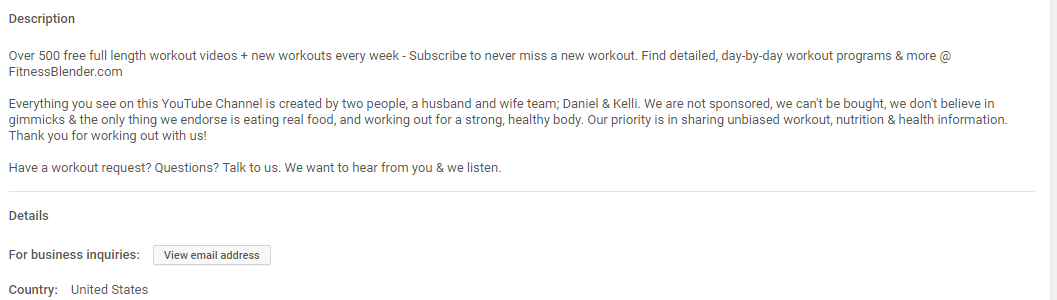 Description
Over 500 free full length workout videos + new workouts every week - Subscribe to never miss a new workout. Find detailed, day-by-day workout programs & more @
FitnessBlender.com
Everything you see on this YouTube Channel is created by two people, a husband and wife team; Daniel & Kelli. We are not sponsored, we can't be bought, we don't believe in
gimmicks & the only thing we endorse is eating real food, and working out for a strong, healthy body. Our priority is in sharing unbiased workout, nutrition & health information.
Thank you for working out with us!
Have a workout request? Questions? Talk to us. We want to hear from you & we listen.
Details
For business inquiries: View email address
Country: United States